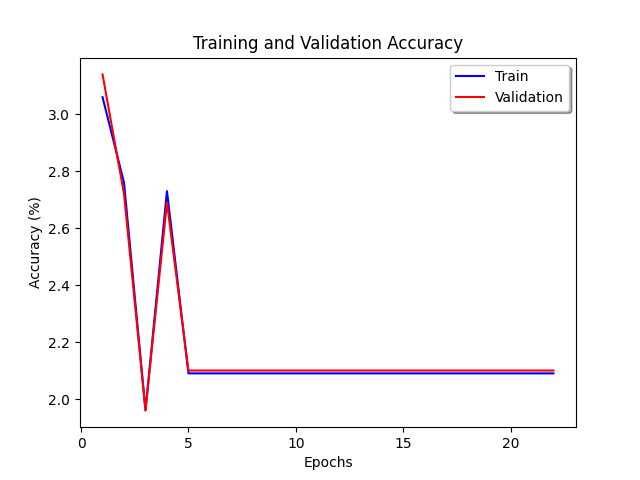 Training and Validation Accuracy
Train
Validation
3.0
2.8
2.6
2.4
2.2
2.0
Accuracy (%)
0 5 10 15 20
Epochs